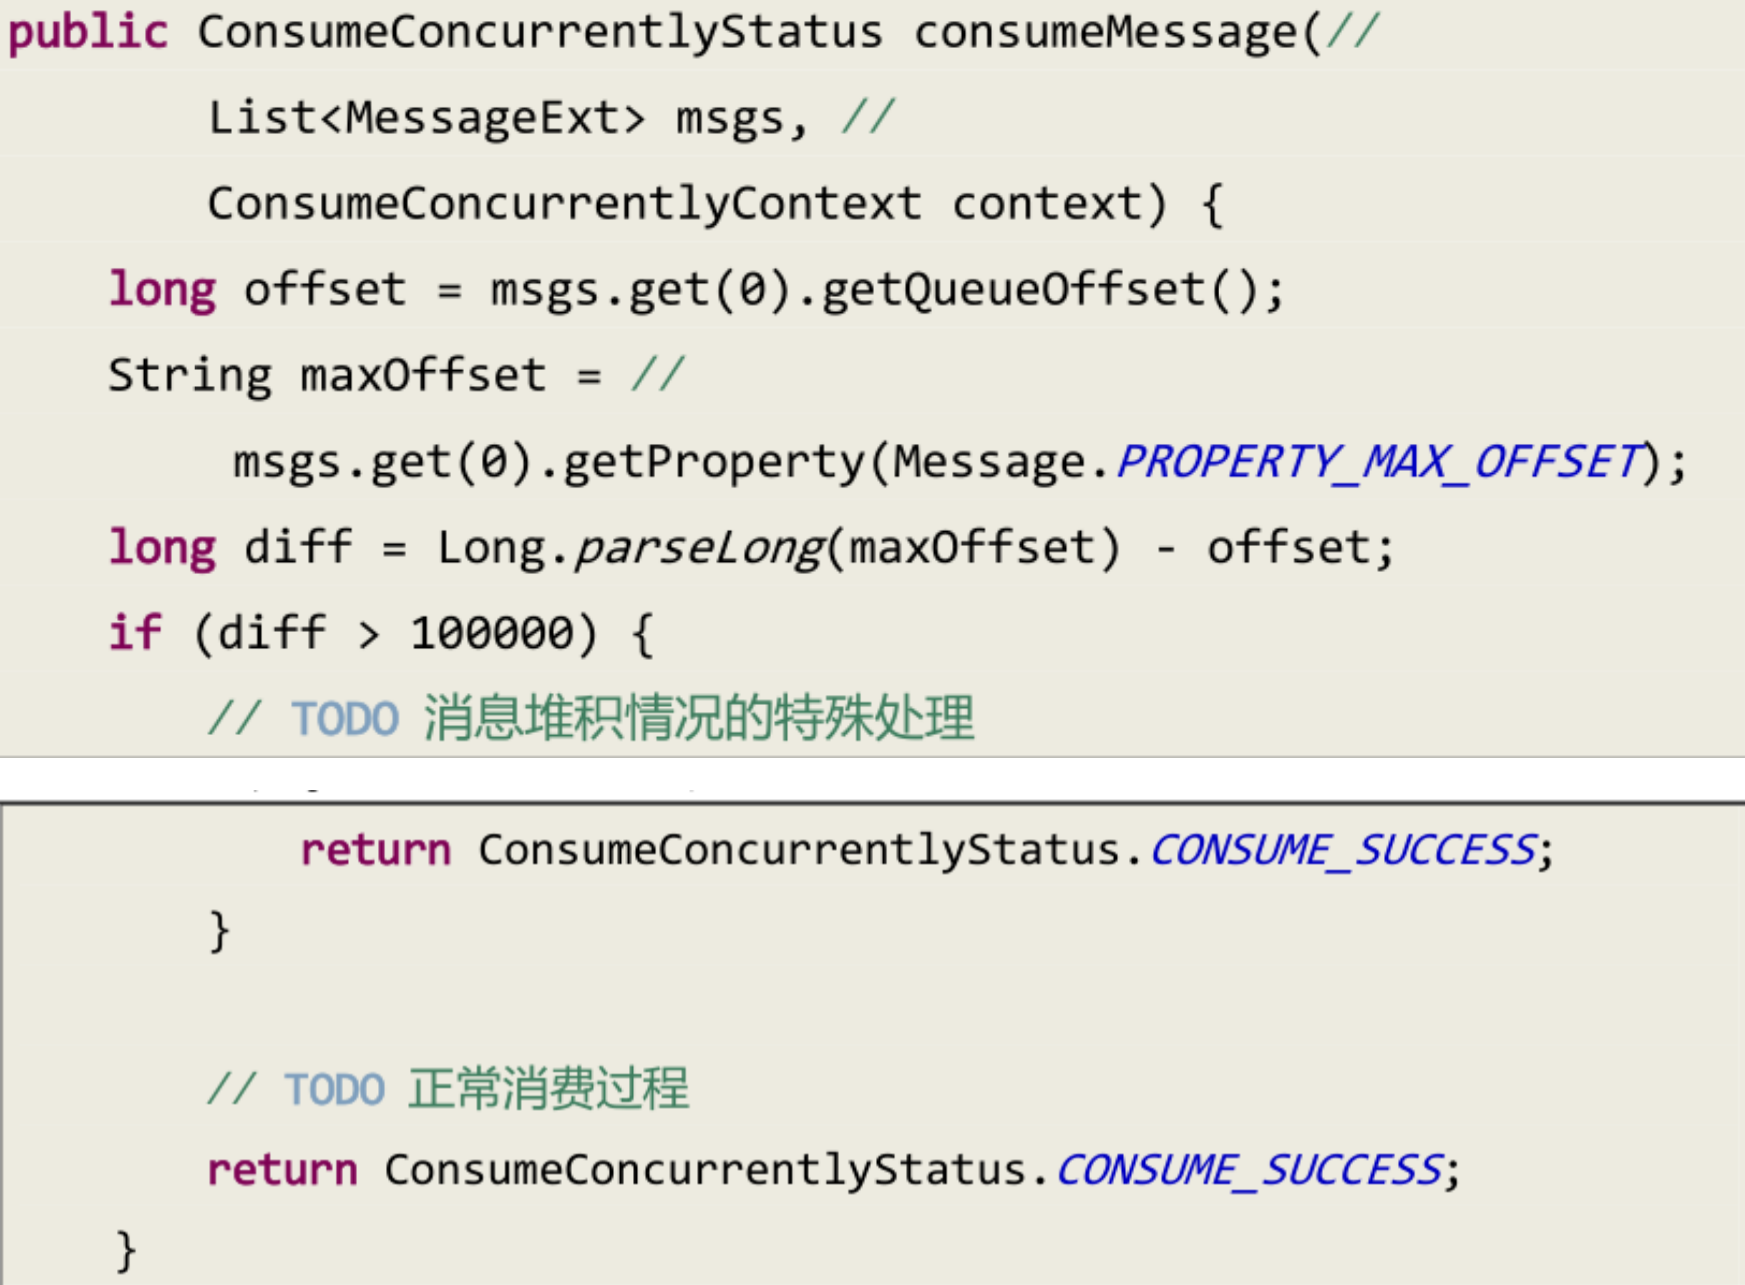 public ConsumeConcurrentlyStatus consumeMessage(//
List<MessageExt> msgs, //
ConsumeConcurrentlyContext context) {
long offset = msgs.get(0).getQueueOffset();
String maxOffset = //
msgs.get(0).getProperty(Message.PROPERTY_MAX_OFFSET);
long diff = Long.parseLong(maxOffset) - offset;
if (diff > 100000) {
// TODO 消息堆积情况的特殊处理
return ConsumeConcurrentlyStatus.CONSUME_SUCCESS;
}
// TODO 正常消费过程
return ConsumeConcurrentlyStatus.CONSUME_SUCCESS;
}